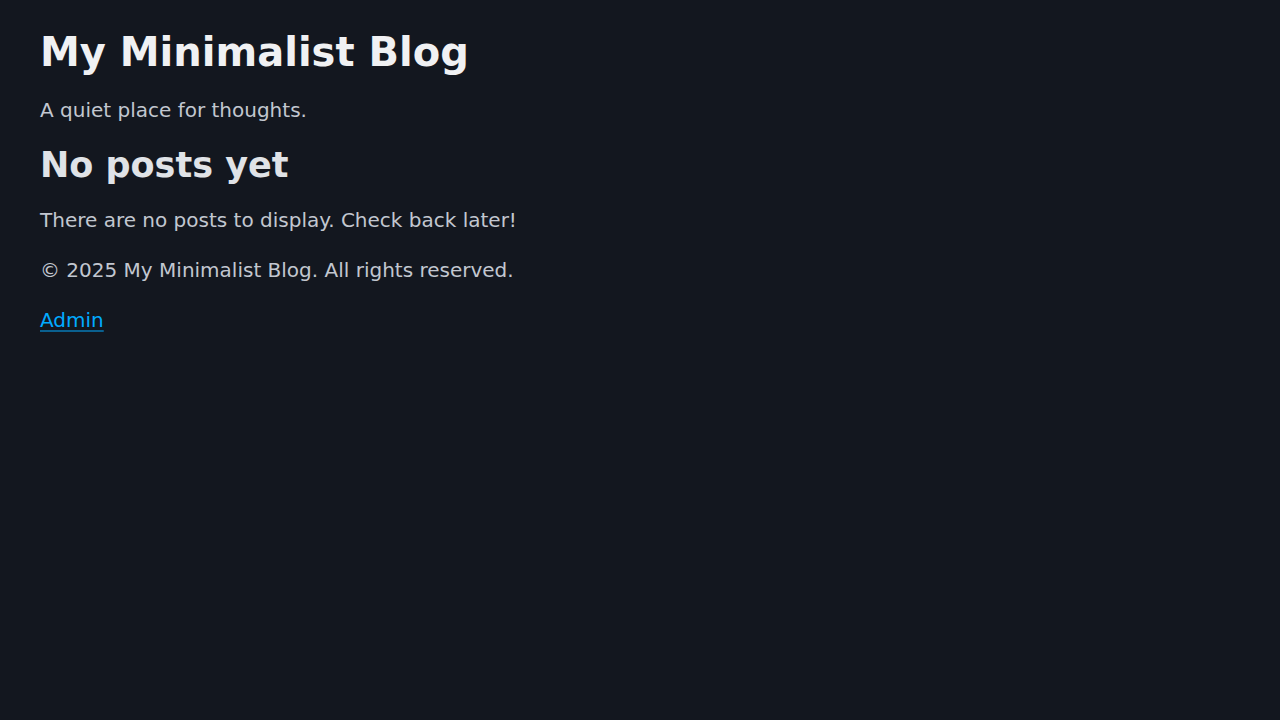 My Minimalist Blog
A quiet place for thoughts.
No posts yet
There are no posts to display. Check back later!
© 2025 My Minimalist Blog. All rights reserved.
Admin